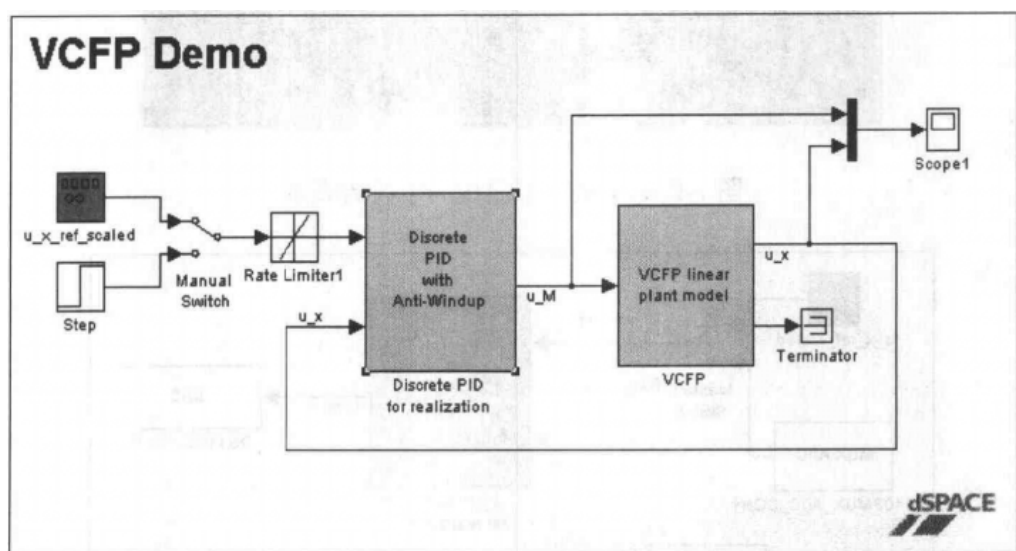 VCFP Demo
Scope1
u_x_ref_scaled
Discrete
PID
with
Anti-Windup
u_x
VCFP linear
plant model
Manual
Switch
Rate Limiter1
u_M
Step
u_x
Terminator
VCFP
Discrete PID
for realization
dSPACE